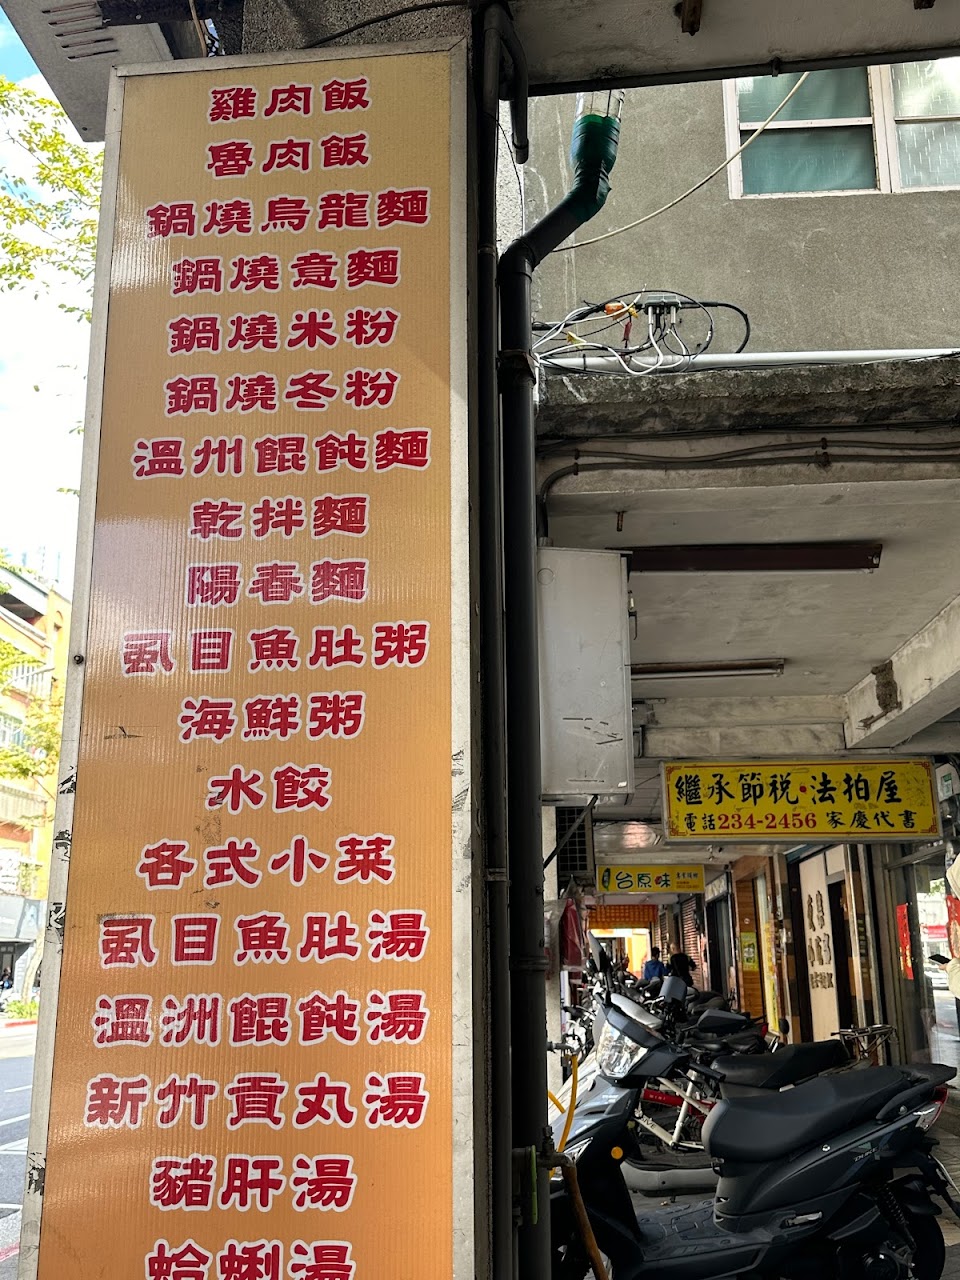 雞肉飯
魯肉飯
鍋燒烏龍麵
鍋燒意麵
鍋燒米粉
鍋燒冬粉
溫州餛飩麵
乾拌麵
陽春麵
虱目魚肚粥
海鮮粥
水餃
各式小菜
虱目魚肚湯
溫洲餛飩湯
新竹貢丸湯
豬肝湯
蛤蜊湯
繼承節稅·法拍屋
電話234-2456 家慶代書
台原味